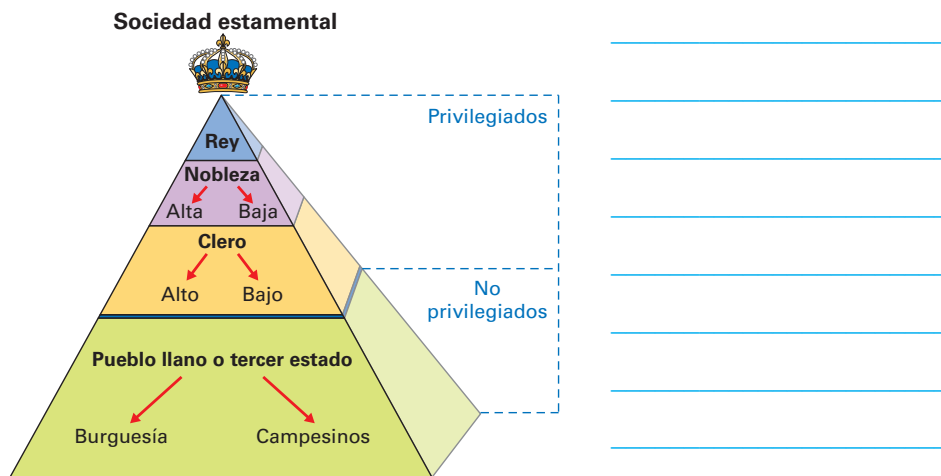 Sociedad estamental
Privilegiados
Rey
Nobleza
Alta Baja
Clero
Alto Bajo
No
privilegiados
Pueblo llano o tercer estado
Burguesía Campesinos